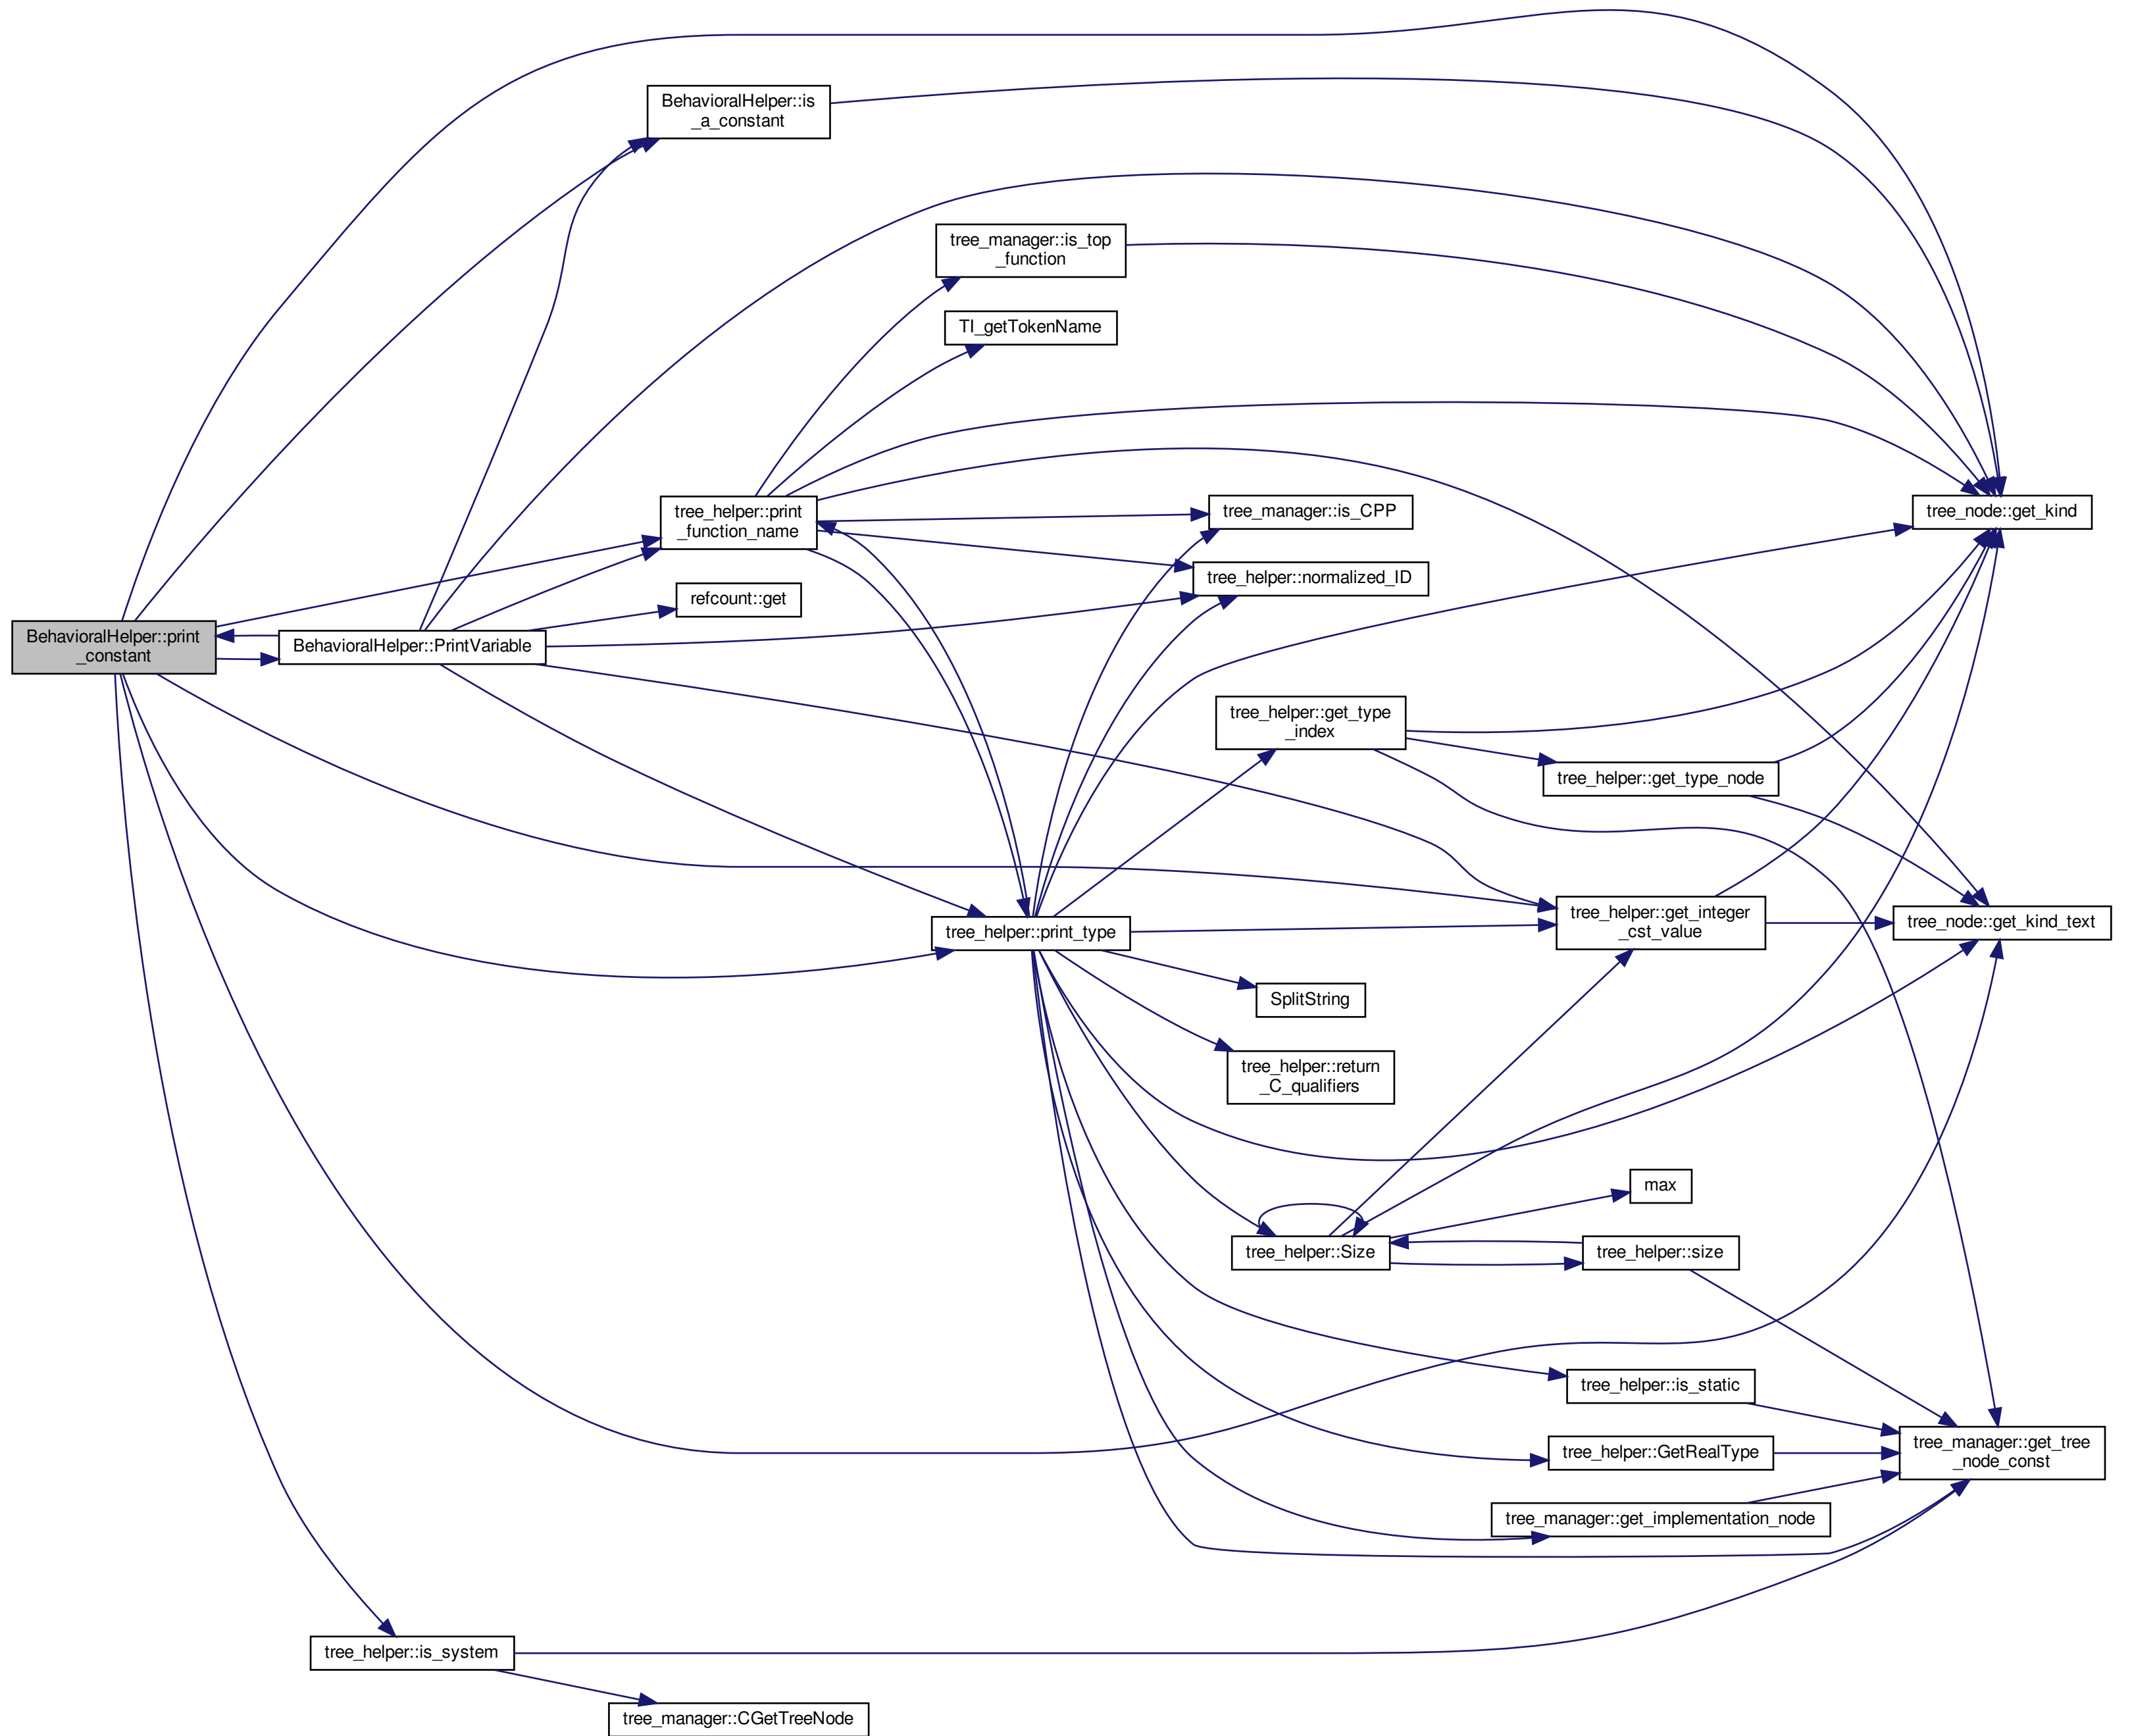 BehavioralHelper::is
_a_constant
tree_manager::is_top
_function
TI_getTokenName
tree_helper::print
_function_name
tree_manager::is_CPP
tree_node::get_kind
tree_helper::normalized_ID
refcount::get
BehavioralHelper::print
_constant
BehavioralHelper::PrintVariable
tree_helper::get_type
_index
tree_helper::get_type_node
tree_helper::get_integer
_cst_value
tree_node::get_kind_text
tree_helper::print_type
SplitString
tree_helper::return
_C_qualifiers
max
tree_helper::Size
tree_helper::size
tree_helper::is_static
tree_manager::get_tree
_node_const
tree_helper::GetRealType
tree_manager::get_implementation_node
tree_helper::is_system
tree_manager::CGetTreeNode